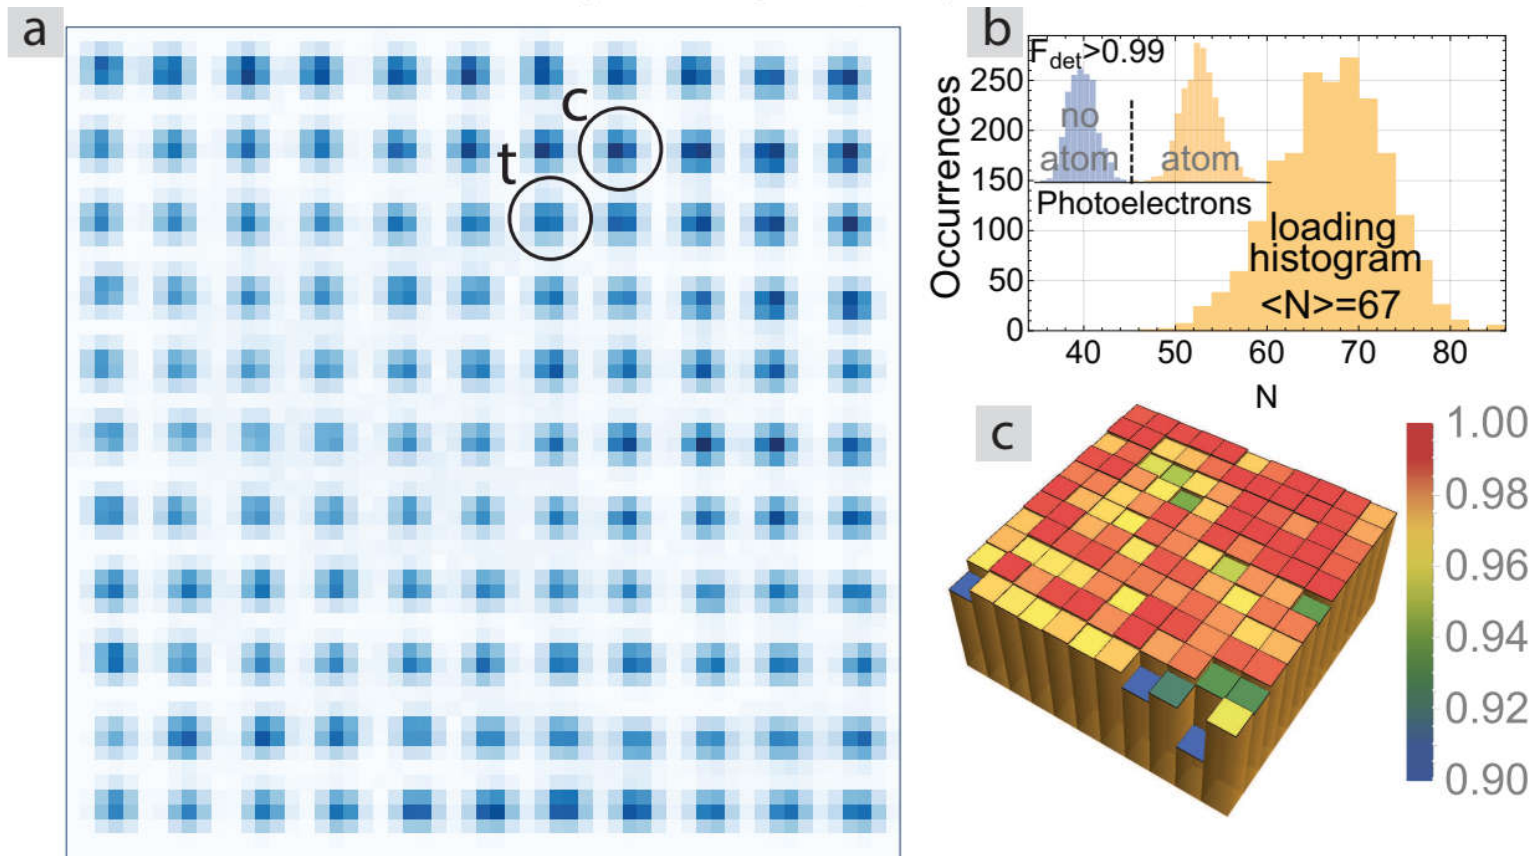 a
c
t
b
F_det>0.99
no
atom
atom
Photoelectrons
Occurrences
250
200
150
100
50
0
loading
histogram
<N>=67
40 50 60 70 80
N
c
1.00
0.98
0.96
0.94
0.92
0.90